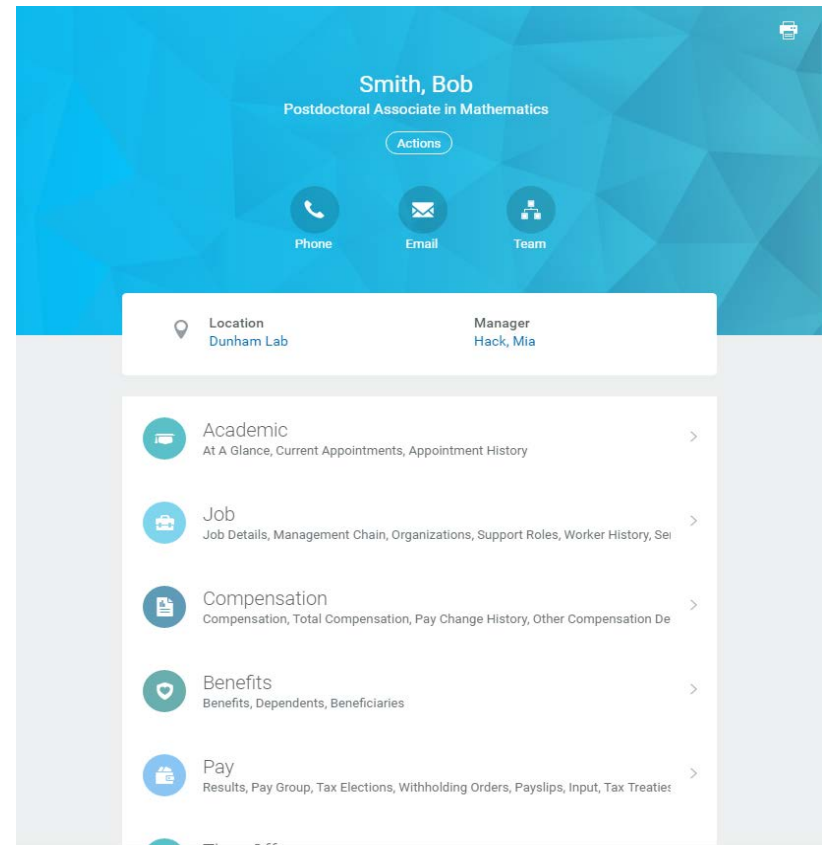 Smith, Bob
Postdoctoral Associate in Mathematics
Actions
Phone Email Team
Location Manager
Dunham Lab Hack, Mia
Academic
At A Glance, Current Appointments, Appointment History
Job
Job Details, Management Chain, Organizations, Support Roles, Worker History, Se
Compensation
Compensation, Total Compensation, Pay Change History, Other Compensation De
Benefits
Benefits, Dependents, Beneficiaries
Pay
Results, Pay Group, Tax Elections, Withholding Orders, Payslips, Input, Tax Treaties